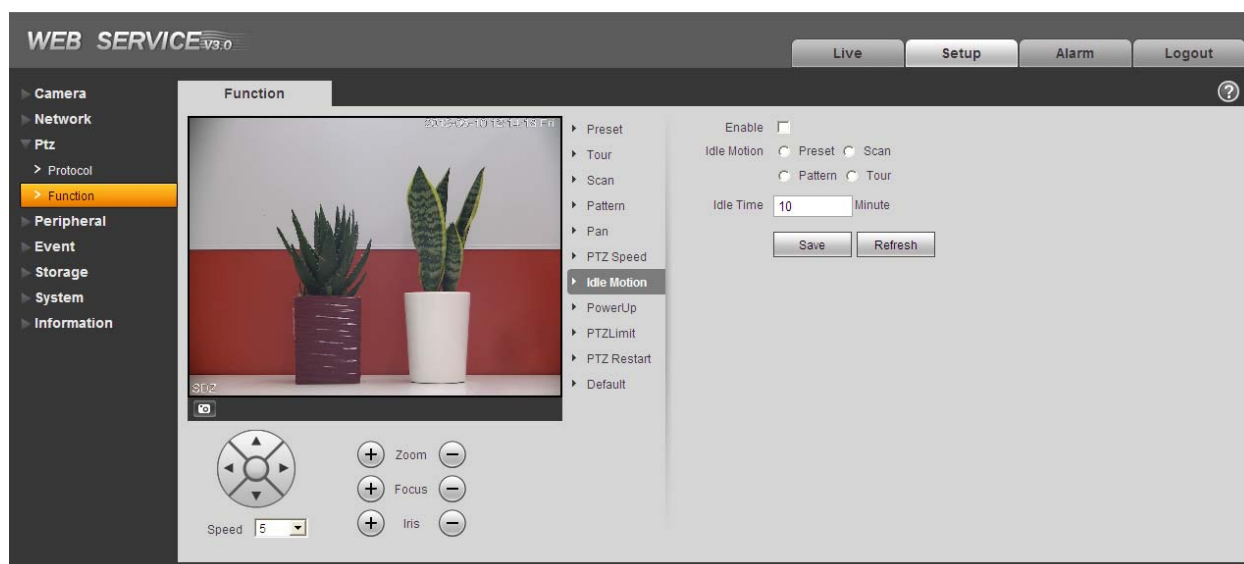 WEB SERVICE V3.0
Live Setup Alarm Logout
Camera
Network
Ptz
> Protocol
> Function
Peripheral
Event
Storage
System
Information
Function
SDZ
Zoom
Focus
Iris
Speed 5
Preset
Tour
Scan
Pattern
Pan
PTZ Speed
Idle Motion
PowerUp
PTZLimit
PTZ Restart
Default
Enable
Idle Motion Preset Scan
Pattern Tour
Idle Time 10 Minute
Save Refresh